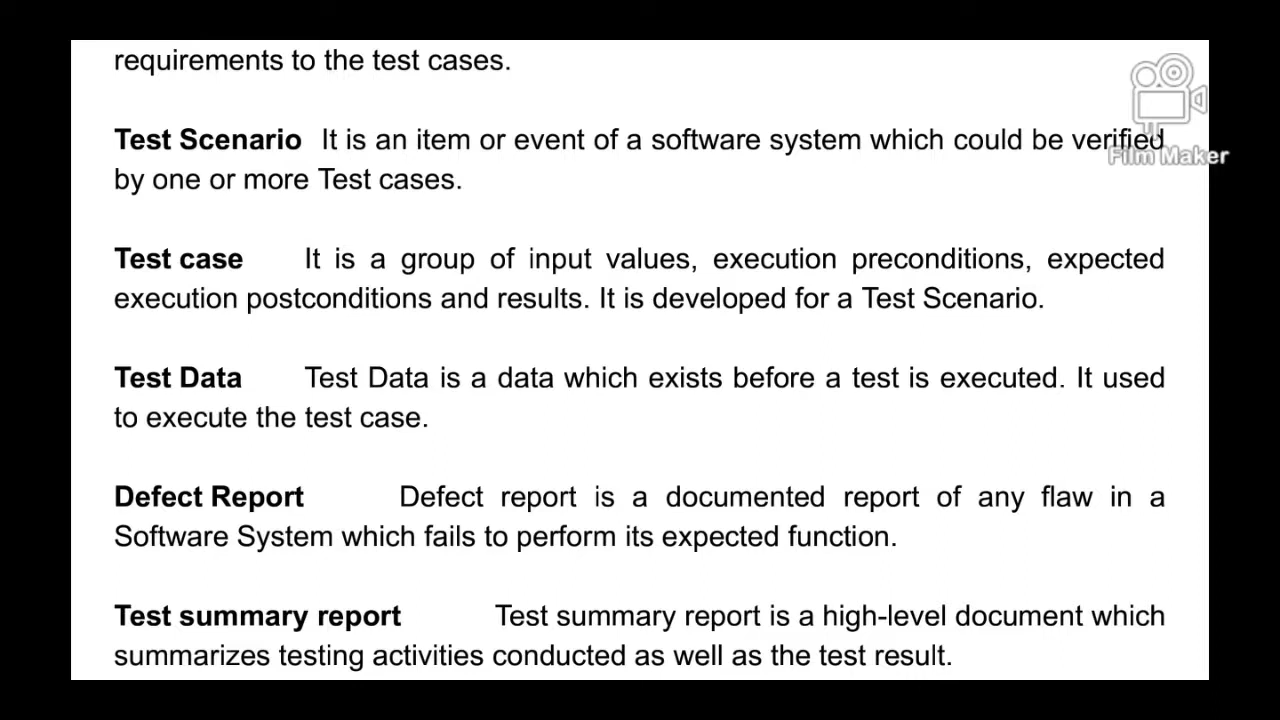 requirements to the test cases.
Test Scenario It is an item or event of a software system which could be verified
by one or more Test cases.
Test case It is a group of input values, execution preconditions, expected
execution postconditions and results. It is developed for a Test Scenario.
Test Data Test Data is a data which exists before a test is executed. It used
to execute the test case.
Defect Report Defect report is a documented report of any flaw in a
Software System which fails to perform its expected function.
Test summary report Test summary report is a high-level document which
summarizes testing activities conducted as well as the test result.
Film Maker